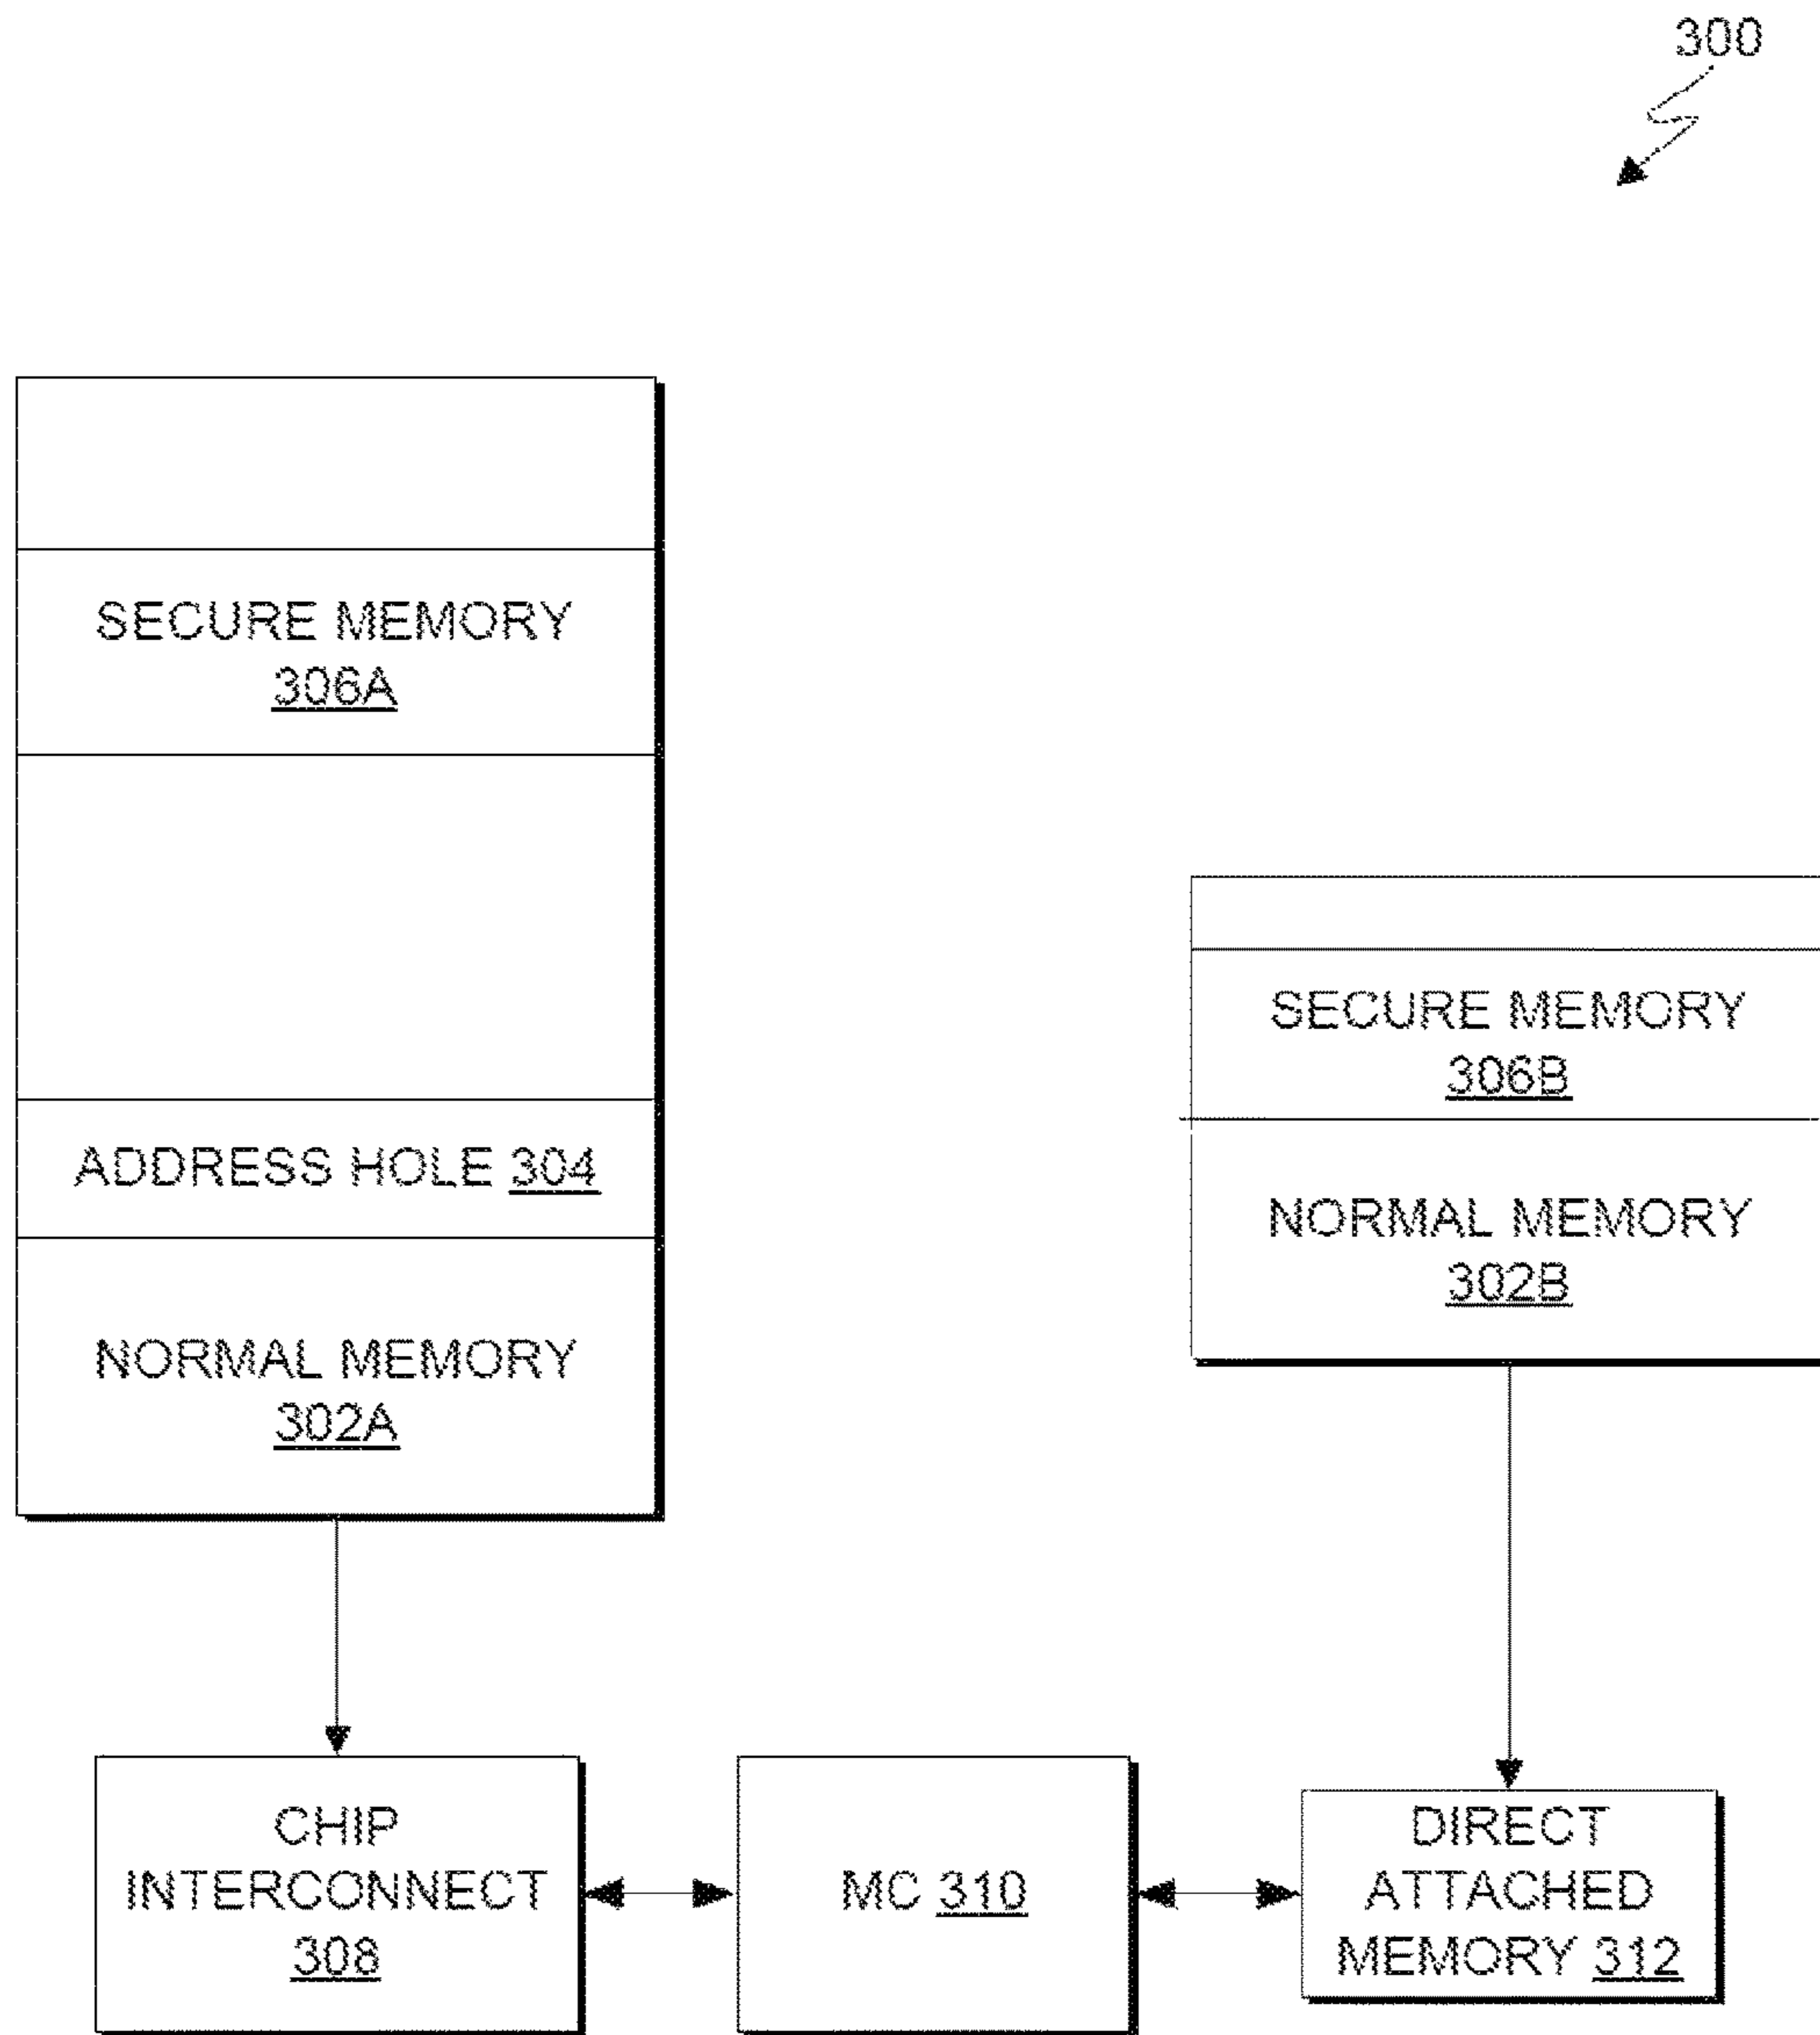 300
SECURE MEMORY
306A
ADDRESS HOLE 304
NORMAL MEMORY
302A
SECURE MEMORY
306B
NORMAL MEMORY
302B
CHIP
INTERCONNECT
308
MC 310
DIRECT
ATTACHED
MEMORY 312